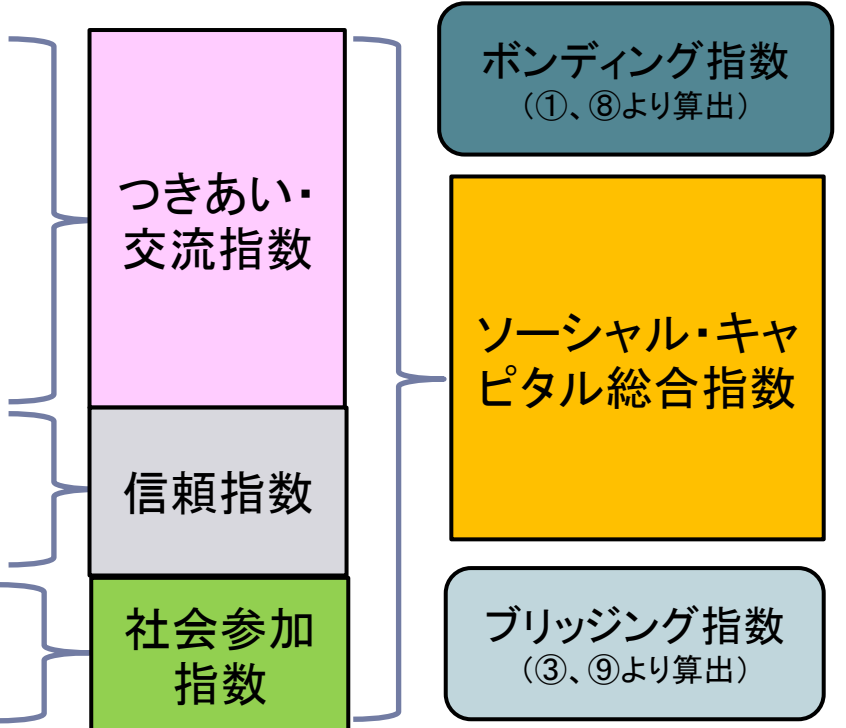 つきあい・
交流指数
信頼指数
社会参加
指数
ボンディング指数
（①、⑧より算出）
ソーシャル・キャ
ピタル総合指数
ブリッジング指数
（③、⑨より算出）